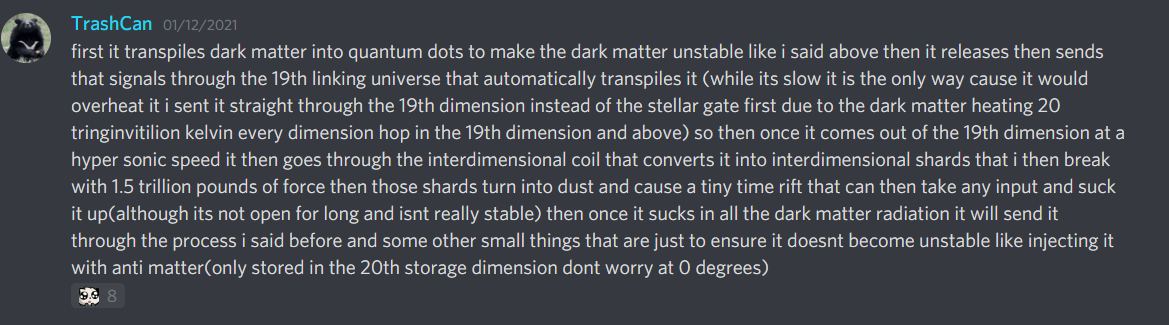 TrashCan 01/12/2021
first it transpiles dark matter into quantum dots to make the dark matter unstable like i said above then it releases then sends
that signals through the 19th linking universe that automatically transpiles it (while its slow it is the only way cause it would
overheat it i sent it straight through the 19th dimension instead of the stellar gate first due to the dark matter heating 20
tringinvitilion kelvin every dimension hop in the 19th dimension and above) so then once it comes out of the 19th dimension at a
hyper sonic speed it then goes through the interdimensional coil that converts it into interdimensional shards that i then break
with 1.5 trillion pounds of force then those shards turn into dust and cause a tiny time rift that can then take any input and suck
it up(although its not open for long and isnt really stable) then once it sucks in all the dark matter radiation it will send it
through the process i said before and some other small things that are just to ensure it doesnt become unstable like injecting it
with anti matter(only stored in the 20th storage dimension dont worry at 0 degrees)
8